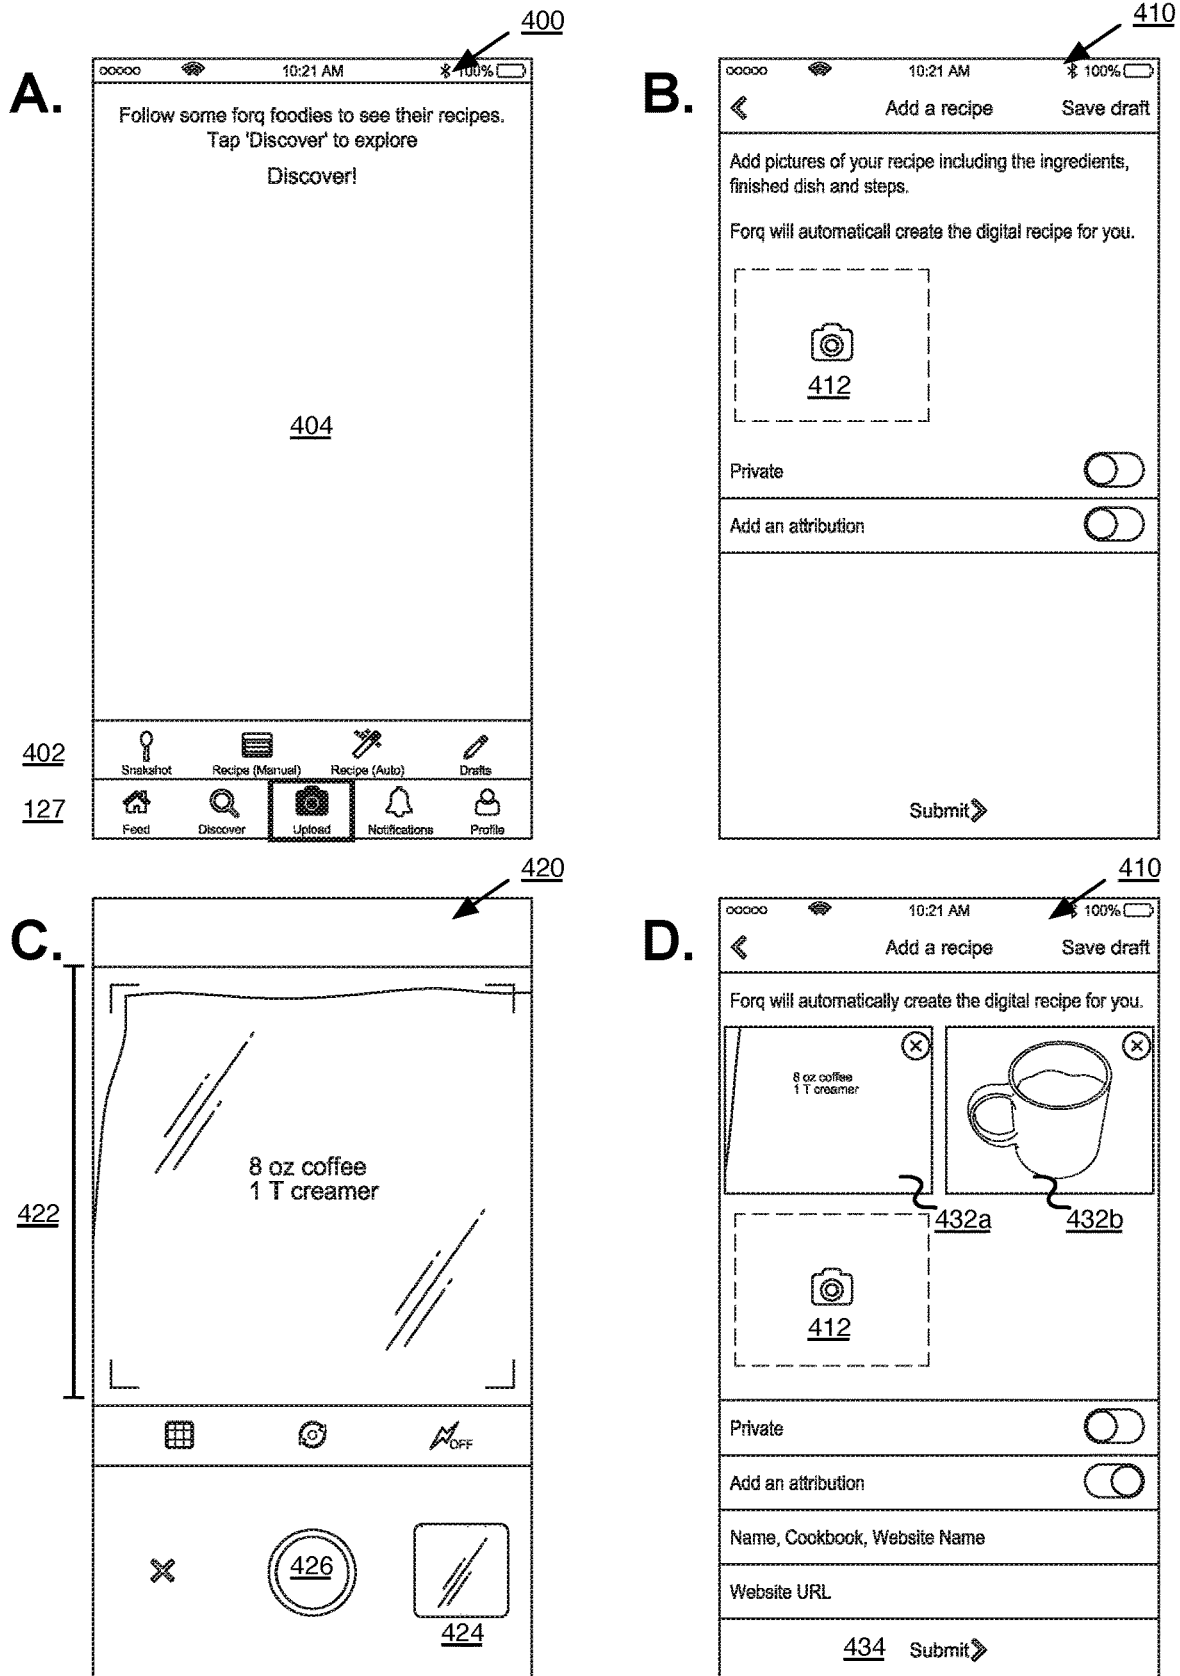 400
A.
ooooo 10:21 AM 100%
Follow some forq foodies to see their recipes.
Tap 'Discover' to explore
Discover!
404
402
Snakshot Recipe (Manual) Recipe (Auto) Drafts
127
Feed Discover Upload Notifications Profile
410
B.
ooooo 10:21 AM 100%
Add a recipe Save draft
Add pictures of your recipe including the ingredients,
finished dish and steps.
Forq will automaticall create the digital recipe for you.
412
Private
Add an attribution
Submit
420
C.
422
8 oz coffee
1 T creamer
OFF
426
424
410
D.
ooooo 10:21 AM 100%
Add a recipe Save draft
Forq will automatically create the digital recipe for you.
8 oz coffee
1 T creamer
432a 432b
412
Private
Add an attribution
Name, Cookbook, Website Name
Website URL
434 Submit